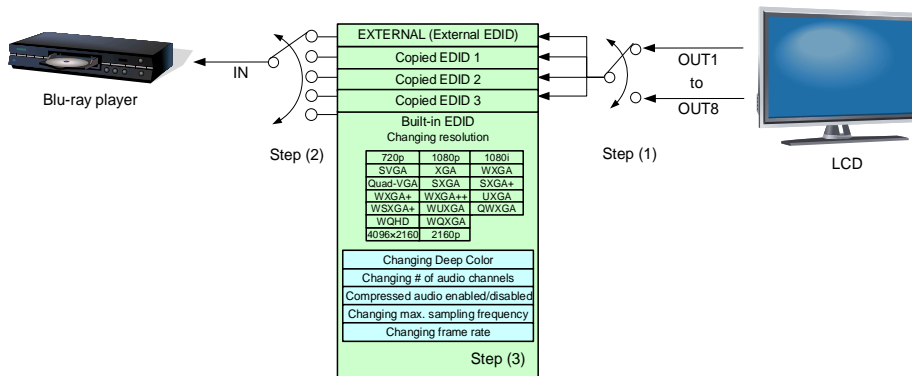 EXTERNAL (External EDID)
Copied EDID 1
Copied EDID 2
Copied EDID 3
Built-in EDID
Changing resolution
720p 1080p 1080i
SVGA XGA WXGA
Quad-VGA SXGA SXGA+
WXGA+ WXGA++ UXGA
WSXGA+ WUXGA QWXGA
WQHD WQXGA
4096×2160 2160p
Changing Deep Color
Changing # of audio channels
Compressed audio enabled/disabled
Changing max. sampling frequency
Changing frame rate
Step (3)
IN
Blu-ray player
Step (2)
Step (1)
OUT1
to
OUT8
LCD